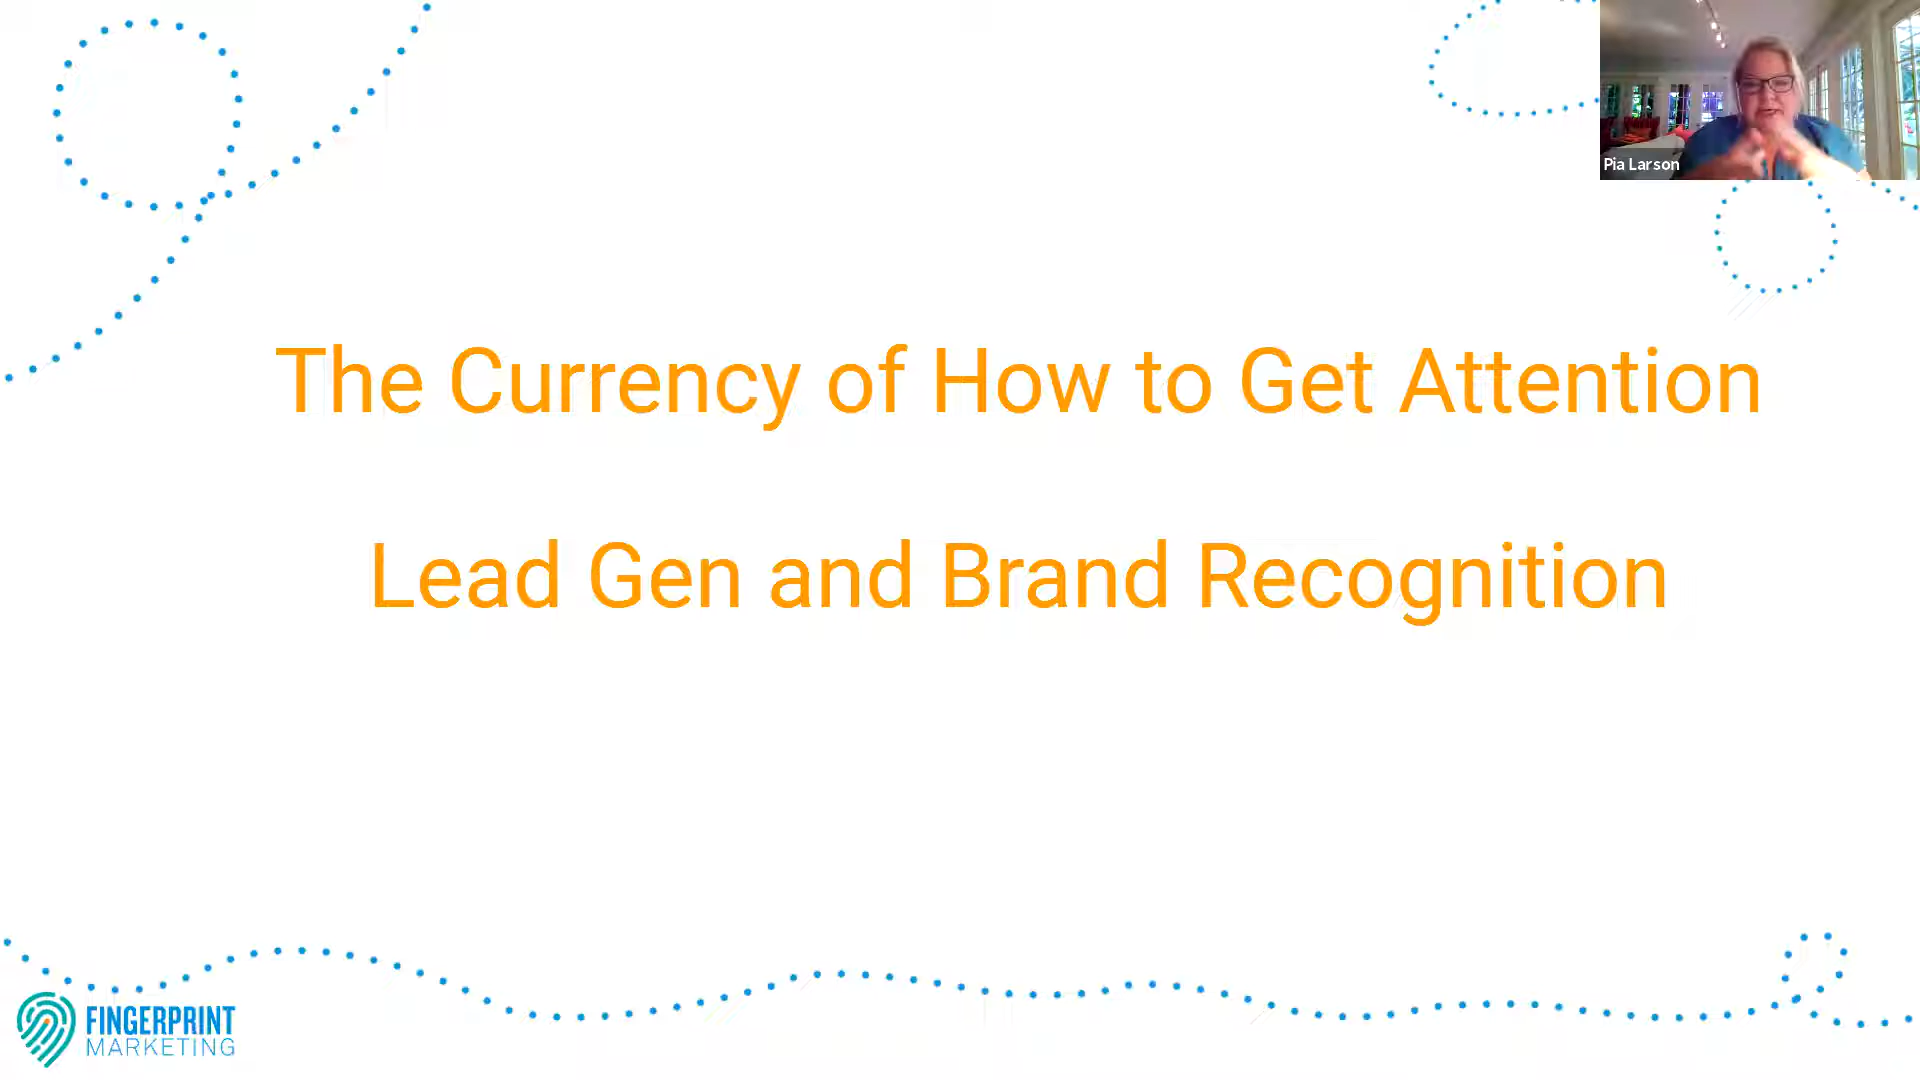 Pia Larson
The Currency of How to Get Attention
Lead Gen and Brand Recognition
FINGERPRINT
MARKETING